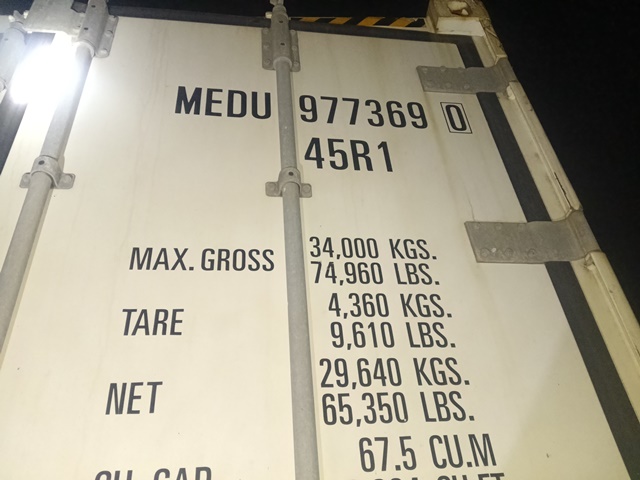 MEDU 977369 0
45R1
MAX. GROSS 34,000 KGS.
74,960 LBS.
TARE 4,360 KGS.
9,610 LBS.
NET 29,640 KGS.
65,350 LBS.
67.5 CU.M